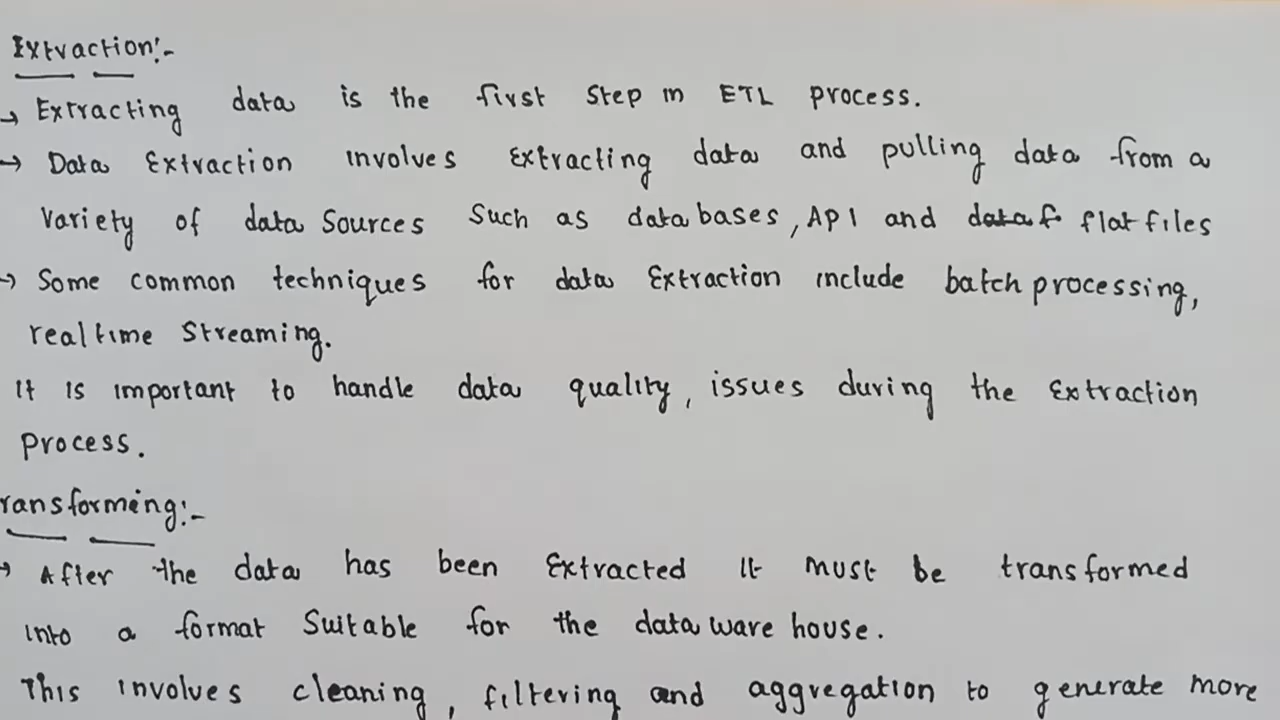 Extraction:-
→ Extracting data is the first step in ETL process.
→ Data Extraction involves extracting data and pulling data from a
variety of data sources such as databases, API and data f flat files
→ Some common techniques for data extraction include batch processing,
realtime streaming.
It is important to handle data quality, issues during the extraction
process.
ransforming:-
→ After the data has been extracted it must be transformed
into a format suitable for the data ware house.
This involves cleaning, filtering and aggregation to generate more